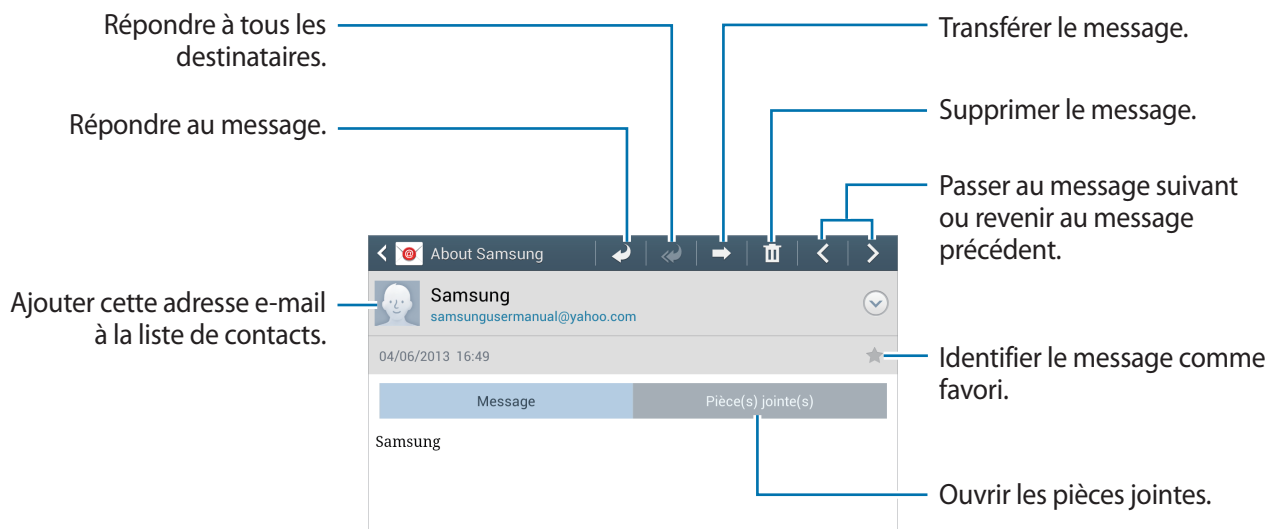 Répondre à tous les
destinataires.
Répondre au message.
Ajouter cette adresse e-mail
à la liste de contacts.
Transférer le message.
Supprimer le message.
Passer au message suivant
ou revenir au message
précédent.
Identifier le message comme
favori.
Ouvrir les pièces jointes.
About Samsung
Samsung
samsungusermanual@yahoo.com
04/06/2013 16:49
Message
Pièce(s) jointe(s)
Samsung